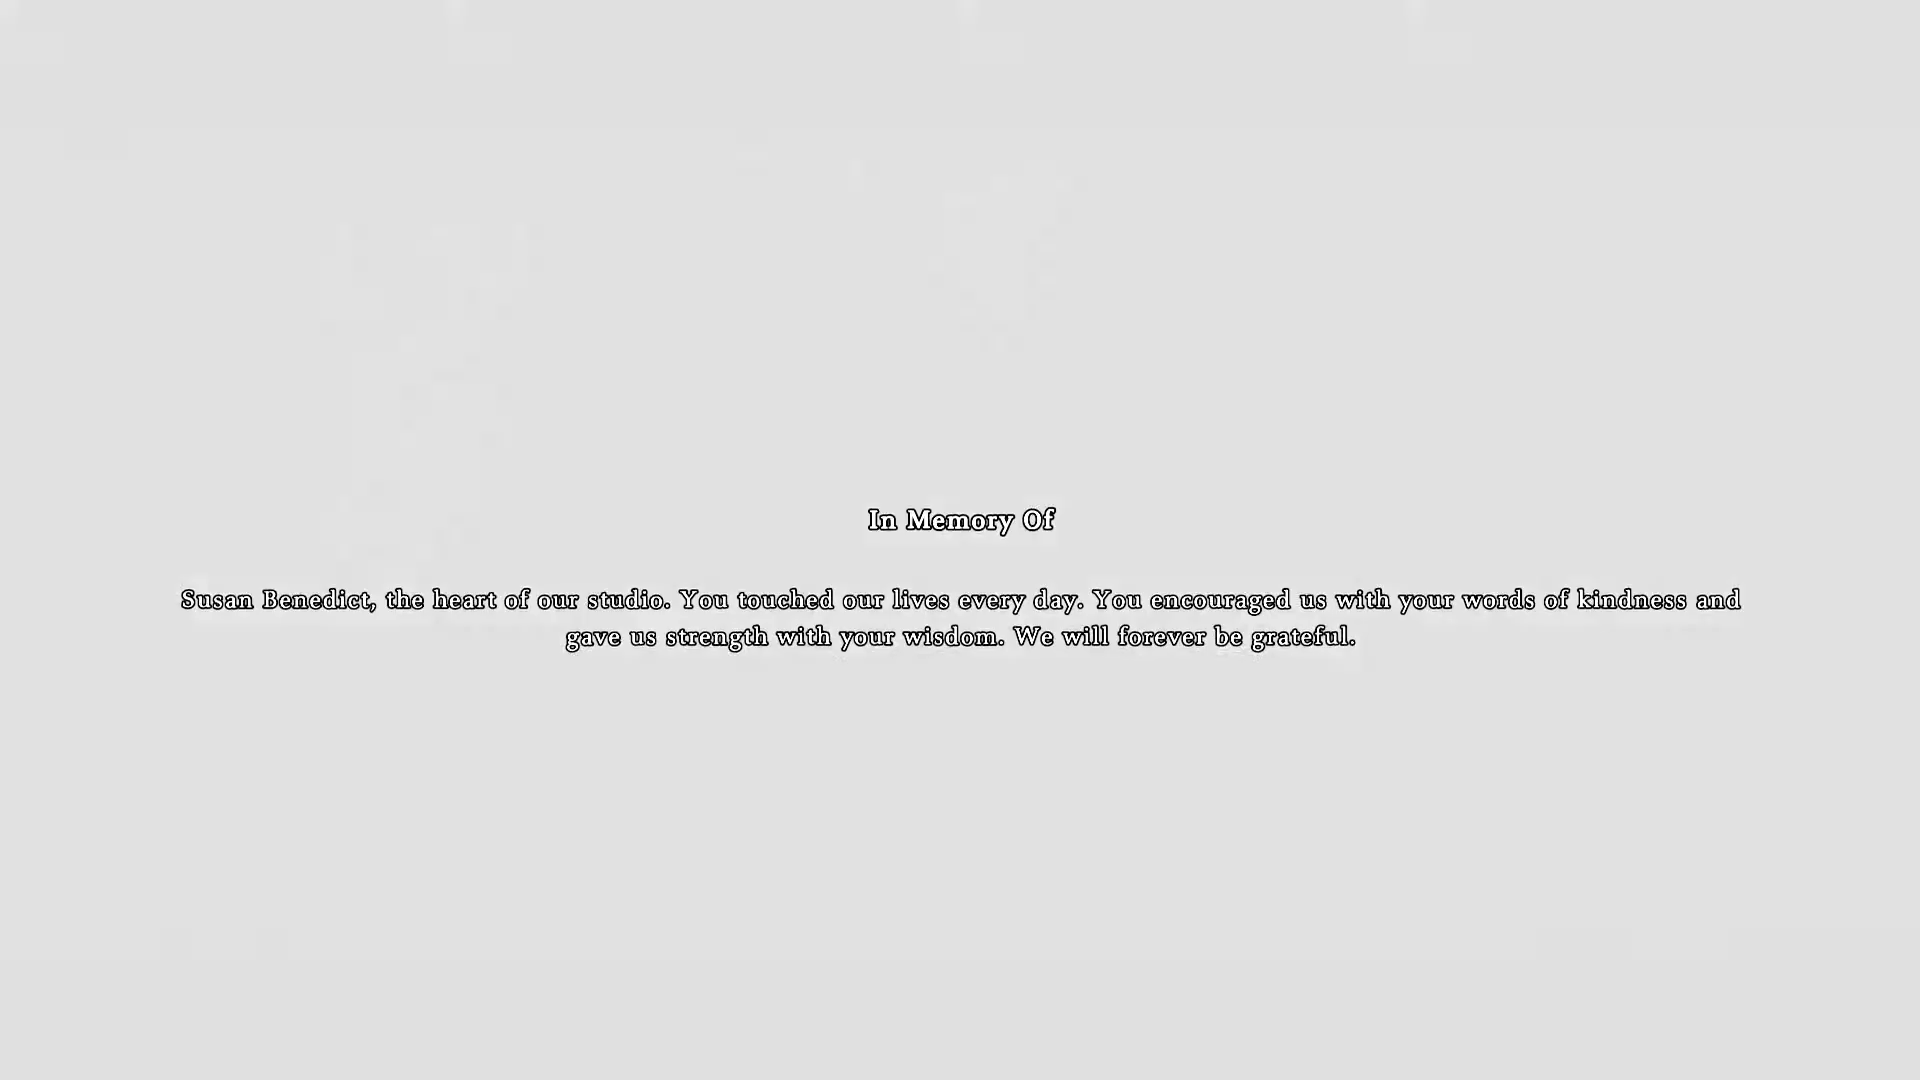 In Memory Of
Susan Benedict, the heart of our studio. You touched our lives every day. You encouraged us with your words of kindness and
gave us strength with your wisdom. We will forever be grateful.